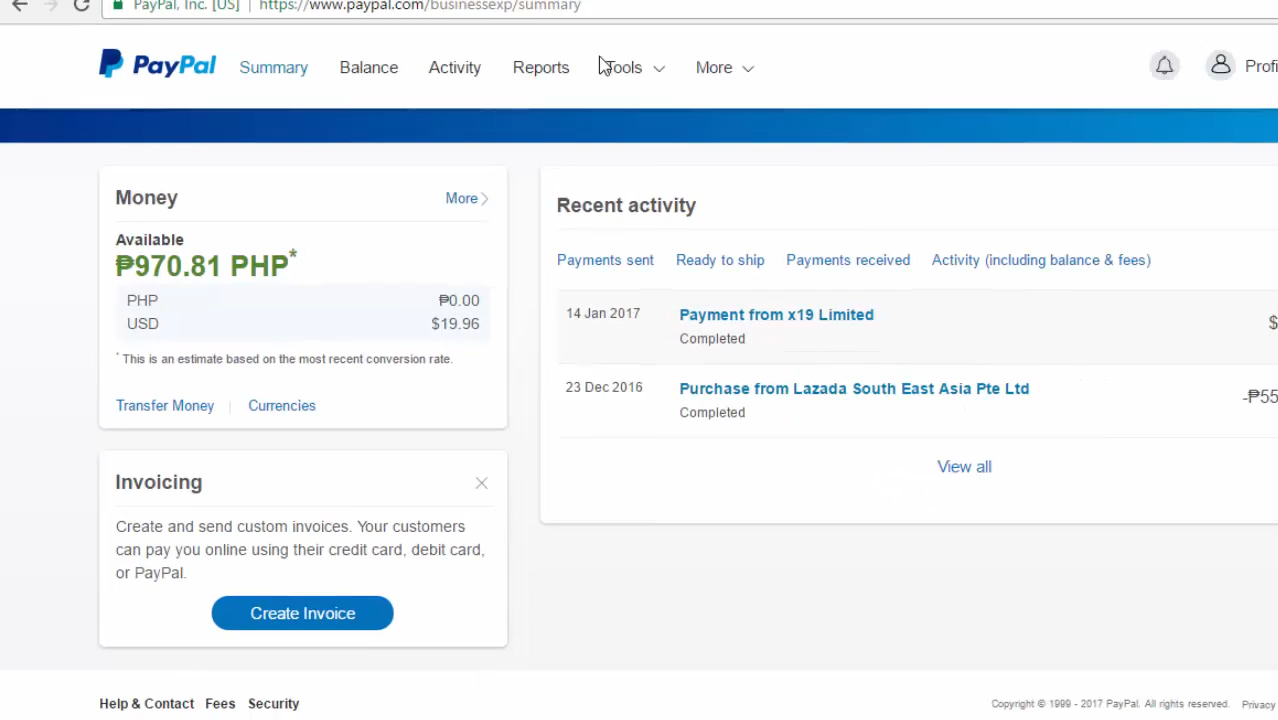 PayPal, Inc. [US] | https://www.paypal.com/businessexp/summary
PayPal Summary Balance Activity Reports Tools More Profi
Money More
Available
₱970.81 PHP*
PHP ₱0.00
USD $19.96
* This is an estimate based on the most recent conversion rate.
Transfer Money | Currencies
Invoicing
Create and send custom invoices. Your customers
can pay you online using their credit card, debit card,
or PayPal.
Create Invoice
Recent activity
Payments sent Ready to ship Payments received Activity (including balance & fees)
14 Jan 2017 Payment from x19 Limited $
Completed
23 Dec 2016 Purchase from Lazada South East Asia Pte Ltd -₱55
Completed
View all
Help & Contact Fees Security
Copyright © 1999 - 2017 PayPal. All rights reserved. Privacy